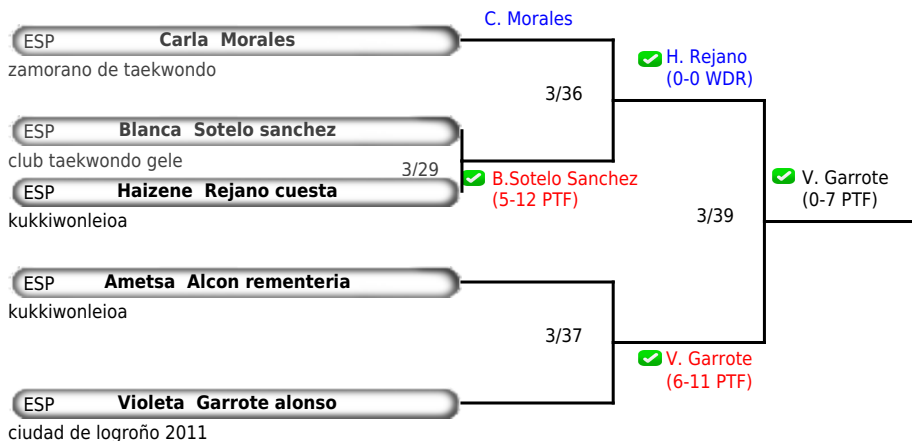 C. Morales
ESP Carla Morales
zamorano de taekwondo
H. Rejano
(0-0 WDR)
3/36
ESP Blanca Sotelo sanchez
club taekwondo gele
3/29
B.Sotelo Sanchez
(5-12 PTF)
V. Garrote
(0-7 PTF)
ESP Haizene Rejano cuesta
kukkiwonleioa
3/39
ESP Ametsa Alcon rementeria
kukkiwonleioa
3/37
V. Garrote
(6-11 PTF)
ESP Violeta Garrote alonso
ciudad de logroño 2011